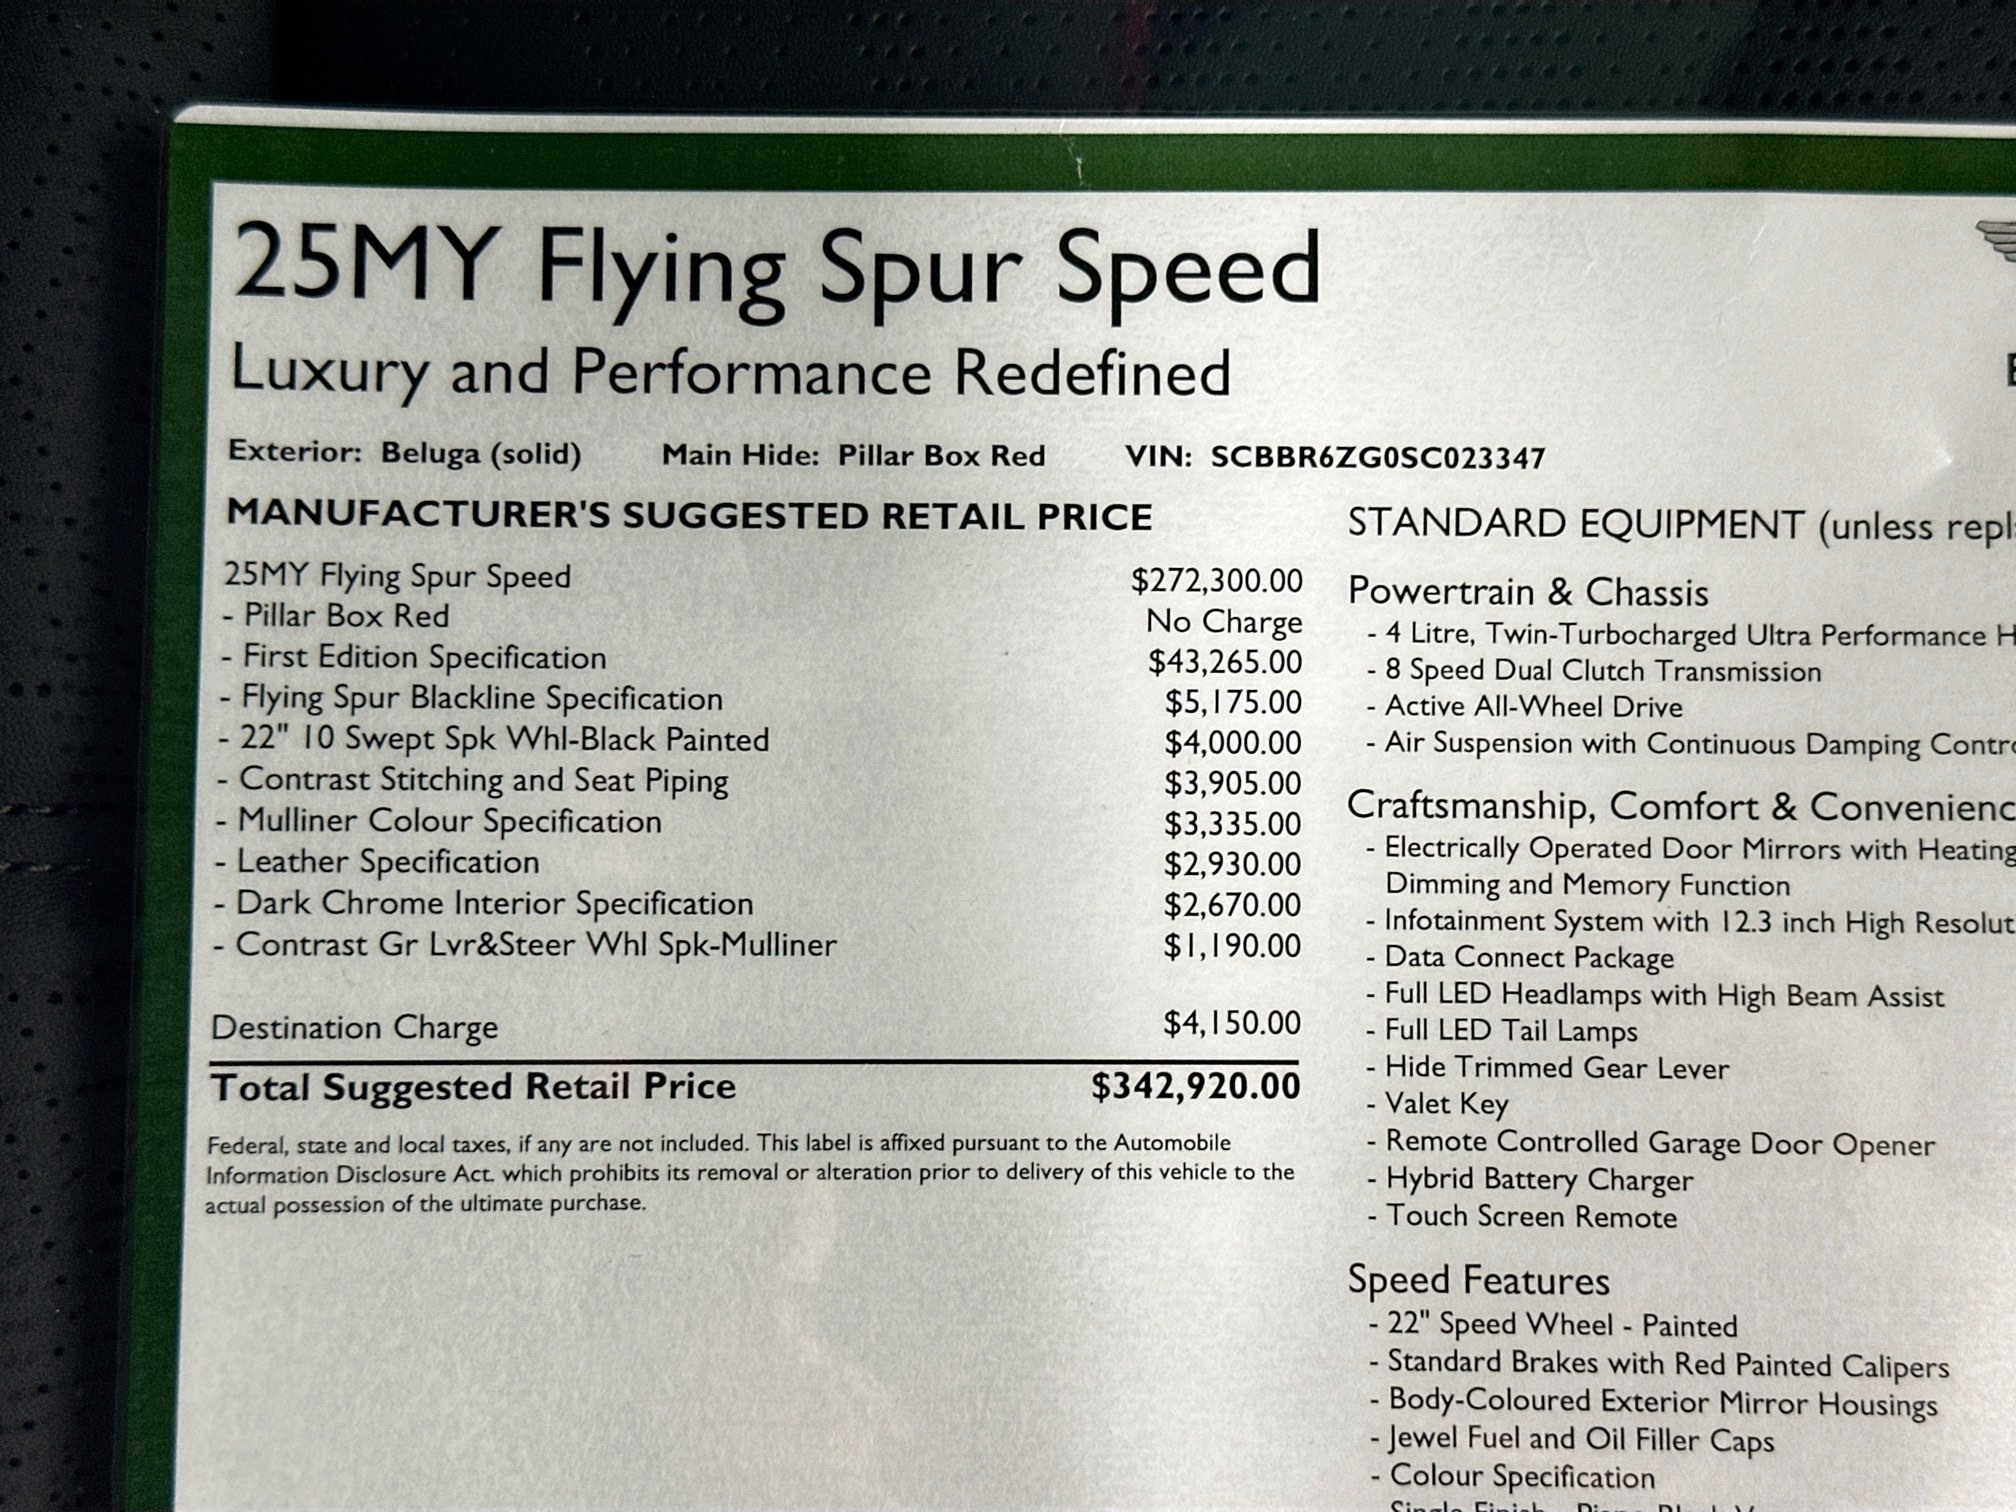 25MY Flying Spur Speed
Luxury and Performance Redefined
Exterior: Beluga (solid) Main Hide: Pillar Box Red VIN: SCBBR6ZG0SC023347
MANUFACTURER'S SUGGESTED RETAIL PRICE
25MY Flying Spur Speed $272,300.00
- Pillar Box Red No Charge
- First Edition Specification $43,265.00
- Flying Spur Blackline Specification $5,175.00
- 22" 10 Swept Spk Whl-Black Painted $4,000.00
- Contrast Stitching and Seat Piping $3,905.00
- Mulliner Colour Specification $3,335.00
- Leather Specification $2,930.00
- Dark Chrome Interior Specification $2,670.00
- Contrast Gr Lvr&Steer Whl Spk-Mulliner $1,190.00
Destination Charge $4,150.00
Total Suggested Retail Price $342,920.00
Federal, state and local taxes, if any are not included. This label is affixed pursuant to the Automobile
Information Disclosure Act. which prohibits its removal or alteration prior to delivery of this vehicle to the
actual possession of the ultimate purchase.
STANDARD EQUIPMENT (unless
Powertrain & Chassis
- 4 Litre, Twin-Turbocharged Ultra Performance
- 8 Speed Dual Clutch Transmission
- Active All-Wheel Drive
- Air Suspension with Continuous Damping
Craftsmanship, Comfort &
- Electrically Operated Door Mirrors with Heating
Dimming and Memory Function
- Infotainment System with 12.3 inch High
- Data Connect Package
- Full LED Headlamps with High Beam Assist
- Full LED Tail Lamps
- Hide Trimmed Gear Lever
- Valet Key
- Remote Controlled Garage Door Opener
- Hybrid Battery Charger
- Touch Screen Remote
Speed Features
- 22" Speed Wheel - Painted
- Standard Brakes with Red Painted Calipers
- Body-Coloured Exterior Mirror Housings
- Jewel Fuel and Oil Filler Caps
- Colour Specification